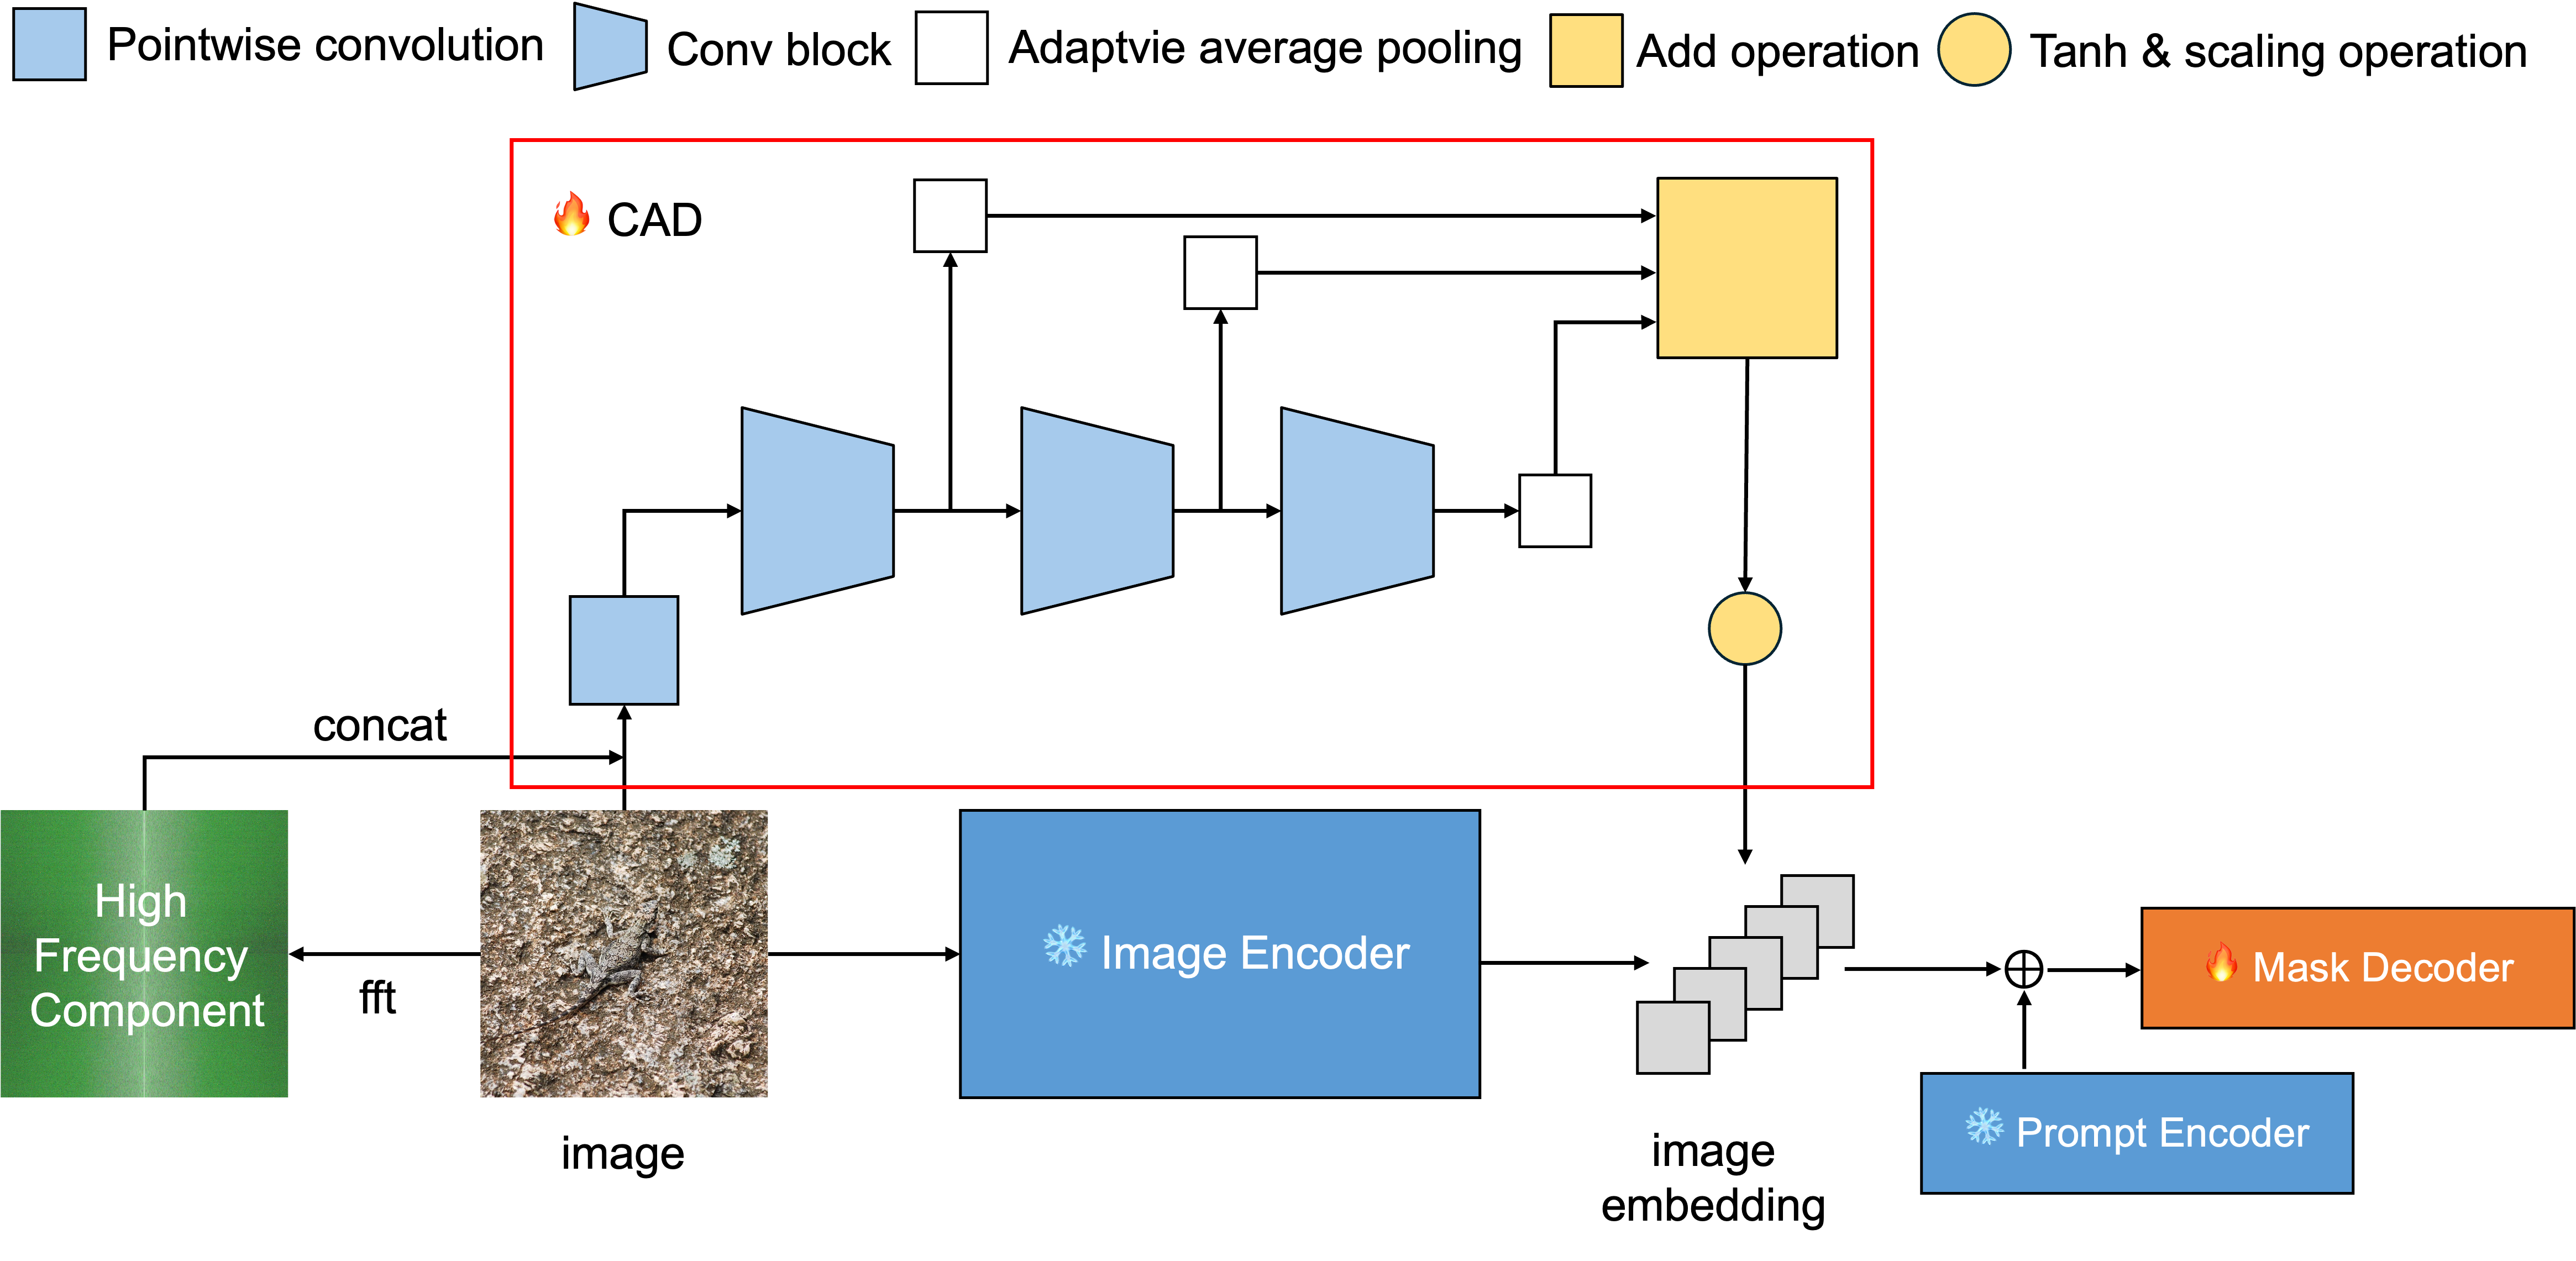 Pointwise convolution
Conv block
Adaptvie average pooling
Add operation
Tanh & scaling operation
CAD
concat
High
Frequency
Component
fft
image
Image Encoder
image
embedding
Mask Decoder
Prompt Encoder